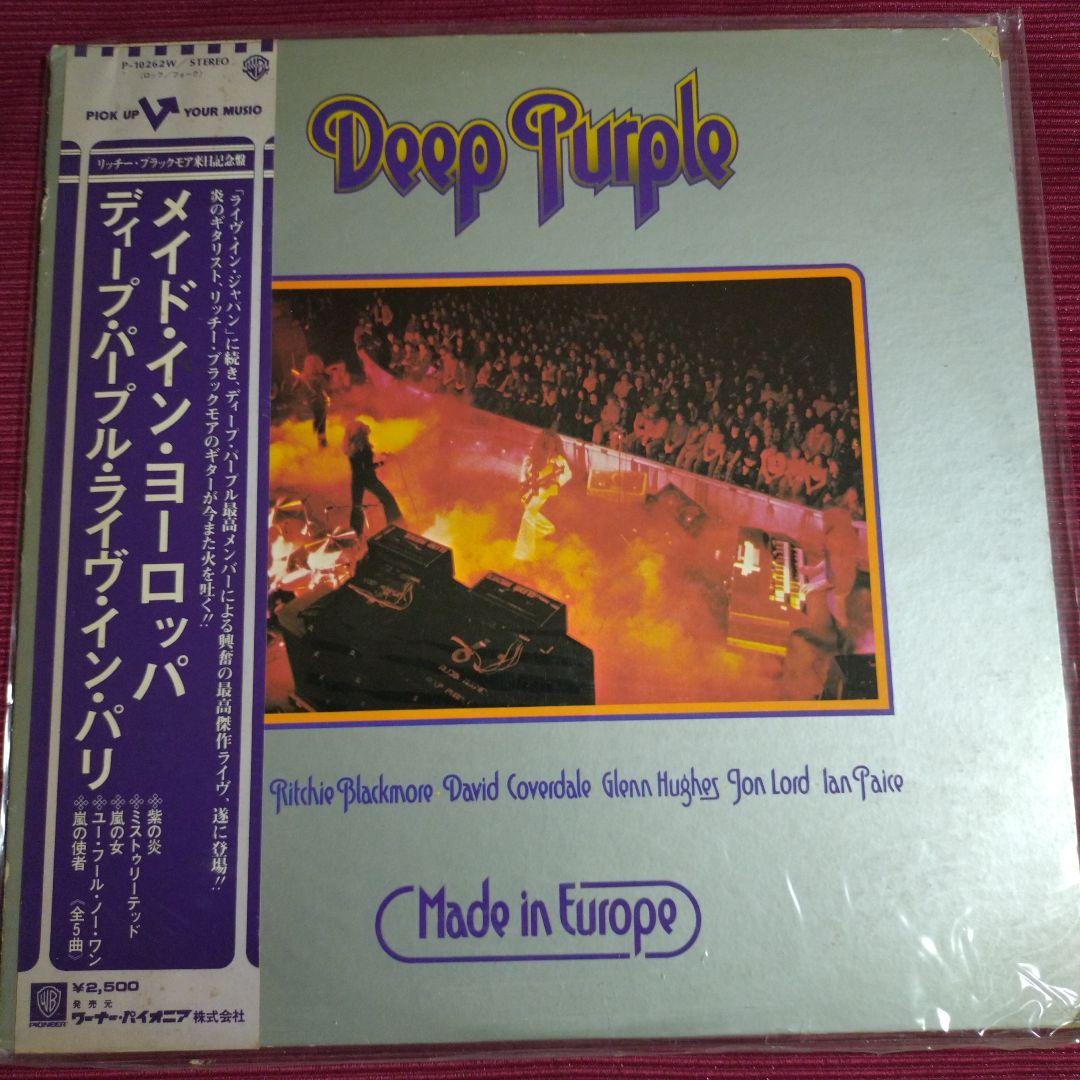 P-10262W/STEREO
(ロック/フォーク)
PICK UP YOUR MUSIC
リッチー・ブラックモア来日記念盤
「ライヴ・イン・ジャパン」に続き、ディープ・パープル最高メンバーによる興奮の最高傑作ライヴ、遂に登場!!
炎のギタリスト、リッチー・ブラックモアのギターが今また火を吐く!!
メイド・イン・ヨーロッパ
ディープ・パープル・ライヴ・イン・パリ
※紫の炎
※ミストゥリーテッド
※嵐の女
※ユー・フール・ノー・ワン
※嵐の使者 〈全5曲〉
¥2,500
発売元
ワーナー・パイオニア株式会社
WB
PIONEER
Deep Purple
Ritchie Blackmore · David Coverdale · Glenn Hughes · Jon Lord · Ian Paice
Made in Europe